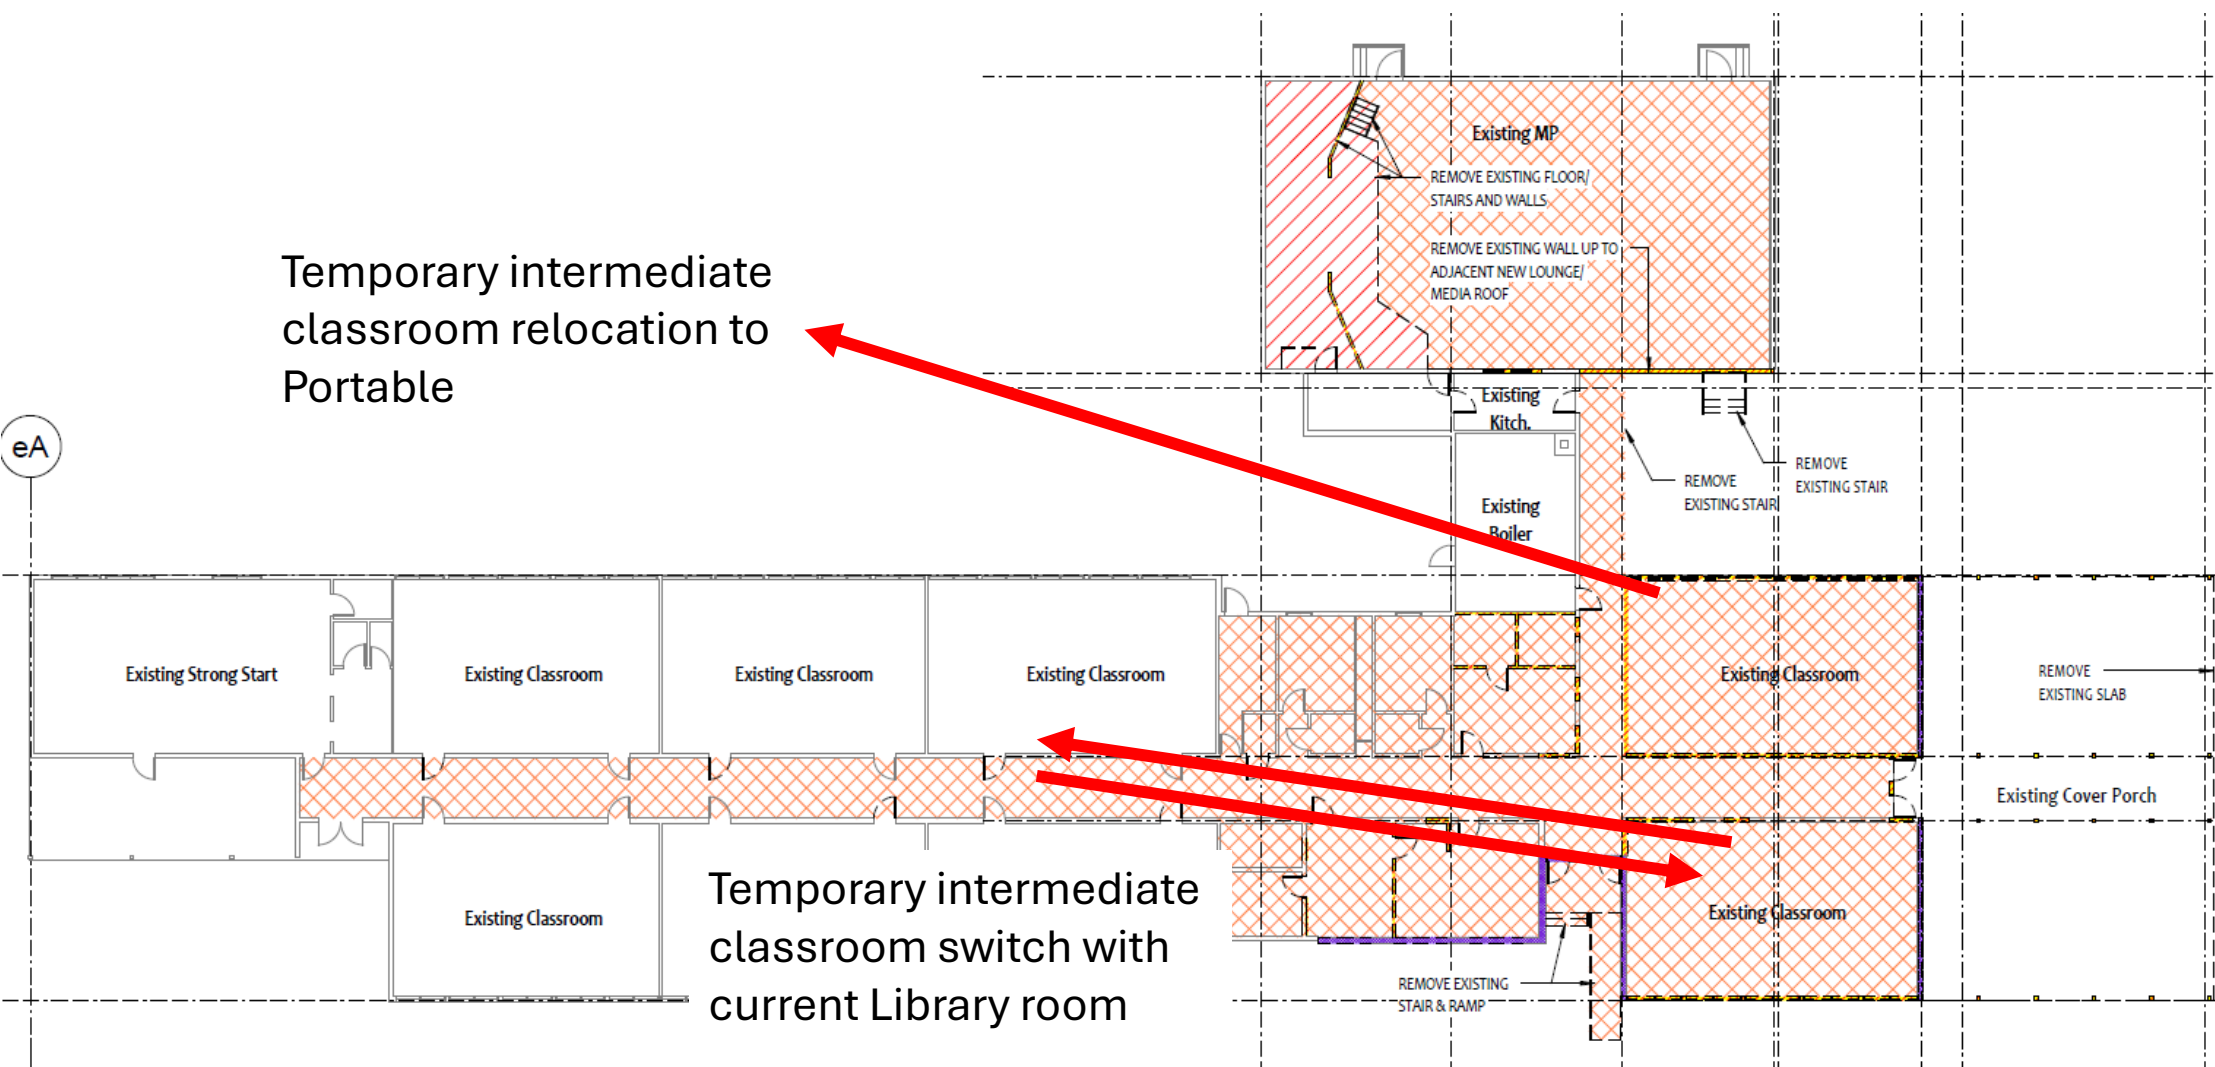 Existing MP
REMOVE EXISTING FLOOR/
STAIRS AND WALLS
REMOVE EXISTING WALL UP TO
ADJACENT NEW LOUNGE/
MEDIA ROOF
Temporary intermediate
classroom relocation to
Portable
eA
Existing
Kitch.
REMOVE
EXISTING STAIR
REMOVE
EXISTING STAIR
Existing
Boiler
Existing Strong Start
Existing Classroom
Existing Classroom
Existing Classroom
Existing Classroom
REMOVE
EXISTING SLAB
Existing Cover Porch
Existing Classroom
Temporary intermediate
classroom switch with
current Library room
Existing Classroom
REMOVE EXISTING
STAIR & RAMP